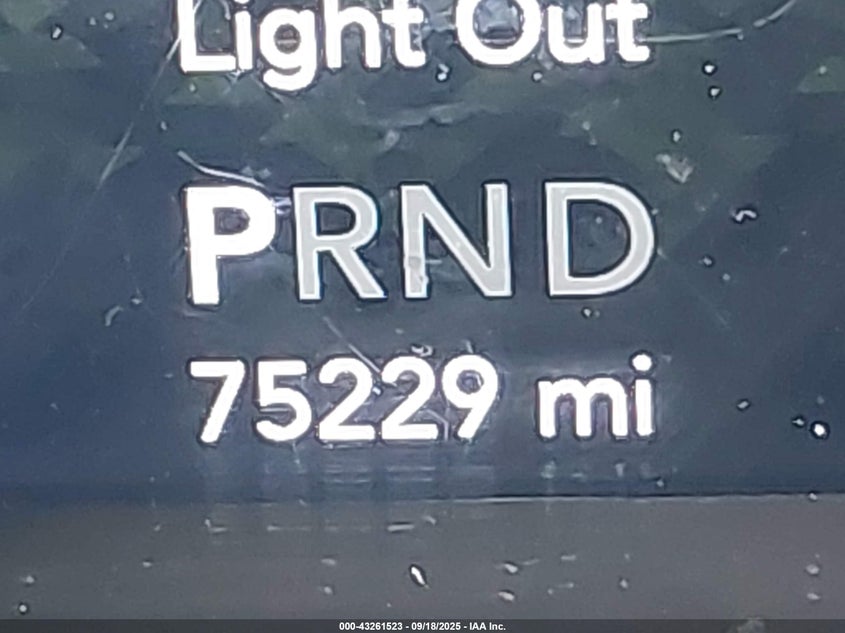 Light Out
PRND
75229 mi
000-43261523 - 09/18/2025 - IAA Inc.